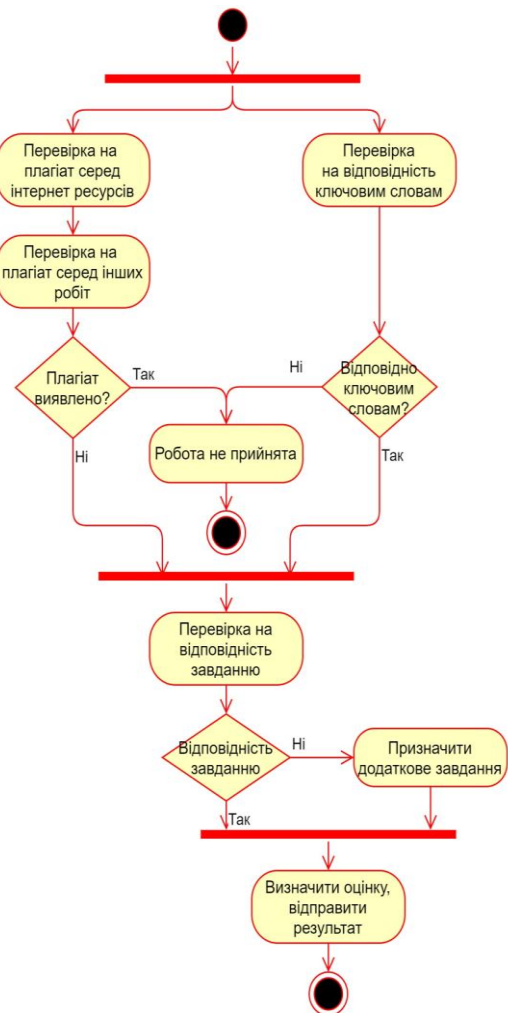 Перевірка на
плагіат серед
інтернет ресурсів
Перевірка
на відповідність
ключовим словам
Перевірка на
плагіат серед інших
робіт
Плагіат
виявлено?
Так
Ні
Відповідно
ключовим
словам?
Робота не прийнята
Ні
Так
Перевірка на
відповідність
завданню
Відповідність
завданню
Ні
Призначити
додаткове завдання
Так
Визначити оцінку,
відправити
результат